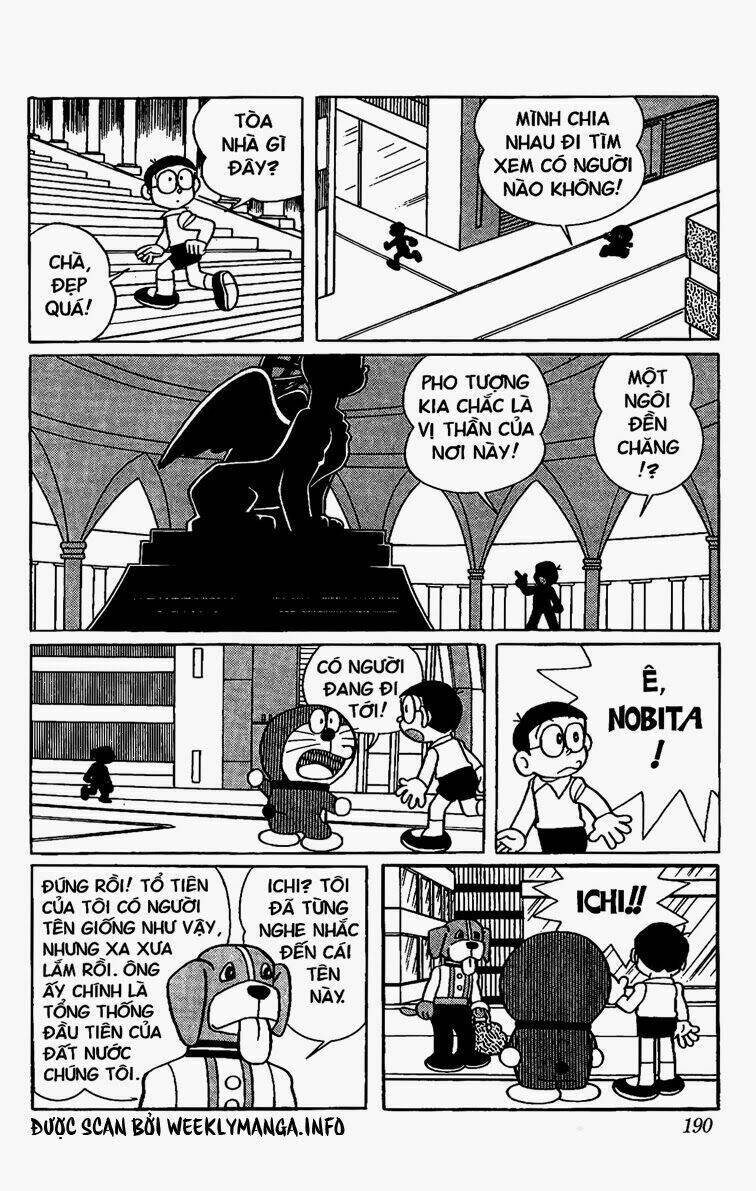 MÌNH CHIA
NHAU ĐI TÌM
XEM CÓ NGƯỜI
NÀO KHÔNG!
TÒA
NHÀ GÌ
ĐÂY?
CHÀ,
ĐẸP
QUÁ!
MỘT
NGÔI
ĐỀN
CHĂNG
!?
PHO TƯỢNG
KIA CHẮC LÀ
VỊ THẦN CỦA
NƠI NÀY!
Ê,
NOBITA
!
CÓ NGƯỜI
ĐANG ĐI
TỚI!
ICHI!!
ICHI? TÔI
ĐÃ TỪNG
NGHE NHẮC
ĐẾN CÁI
TÊN
NÀY.
ĐÚNG RỒI! TỔ TIÊN
CỦA TÔI CÓ NGƯỜI
TÊN GIỐNG NHƯ VẬY,
NHƯNG XA XƯA
LẮM RỒI. ÔNG
ẤY CHÍNH LÀ
TỔNG THỐNG
ĐẦU TIÊN CỦA
ĐẤT NƯỚC
CHÚNG TÔI.
ĐƯỢC SCAN BỞI WEEKLYMANGA.INFO
190